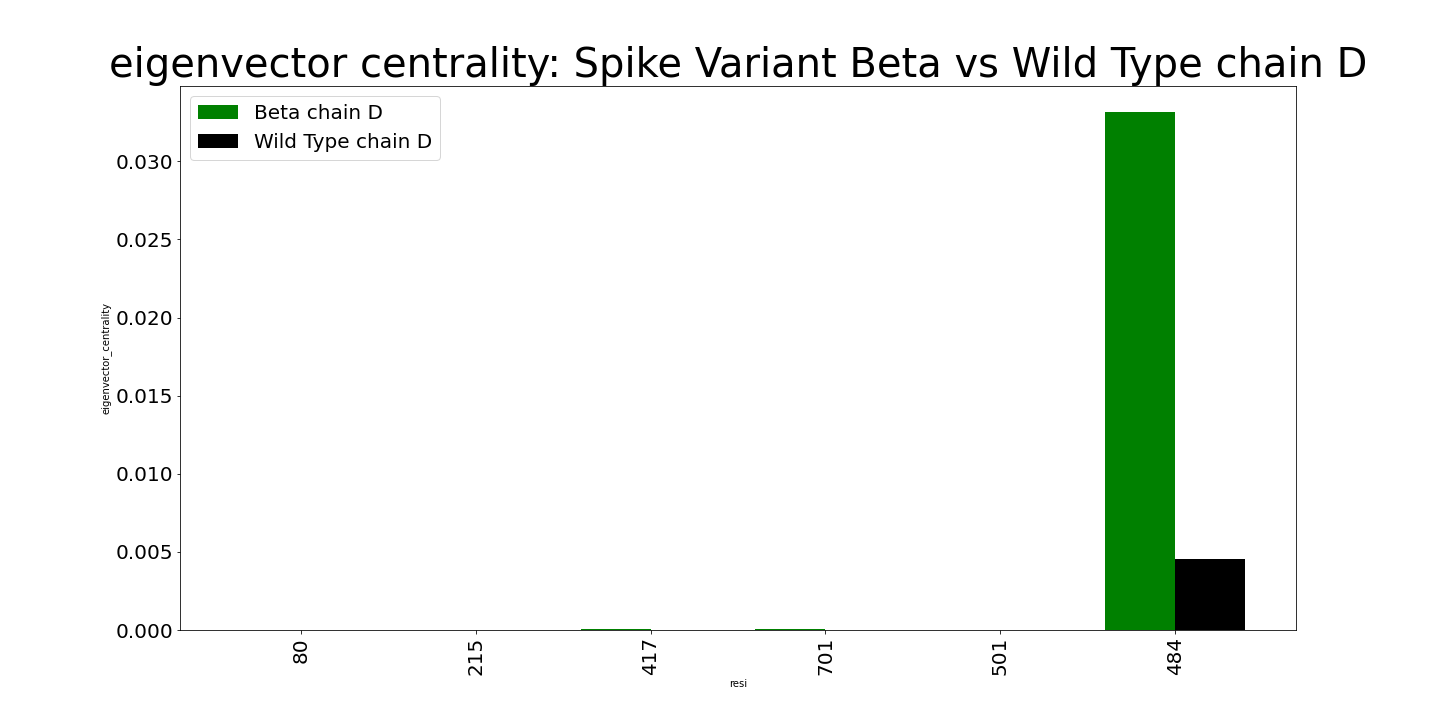 eigenvector centrality: Spike Variant Beta vs Wild Type chain D
Beta chain D
Wild Type chain D
0.030
0.025
0.020
0.015
0.010
0.005
0.000
eigenvector_centrality
80
215
417
701
501
484
resi